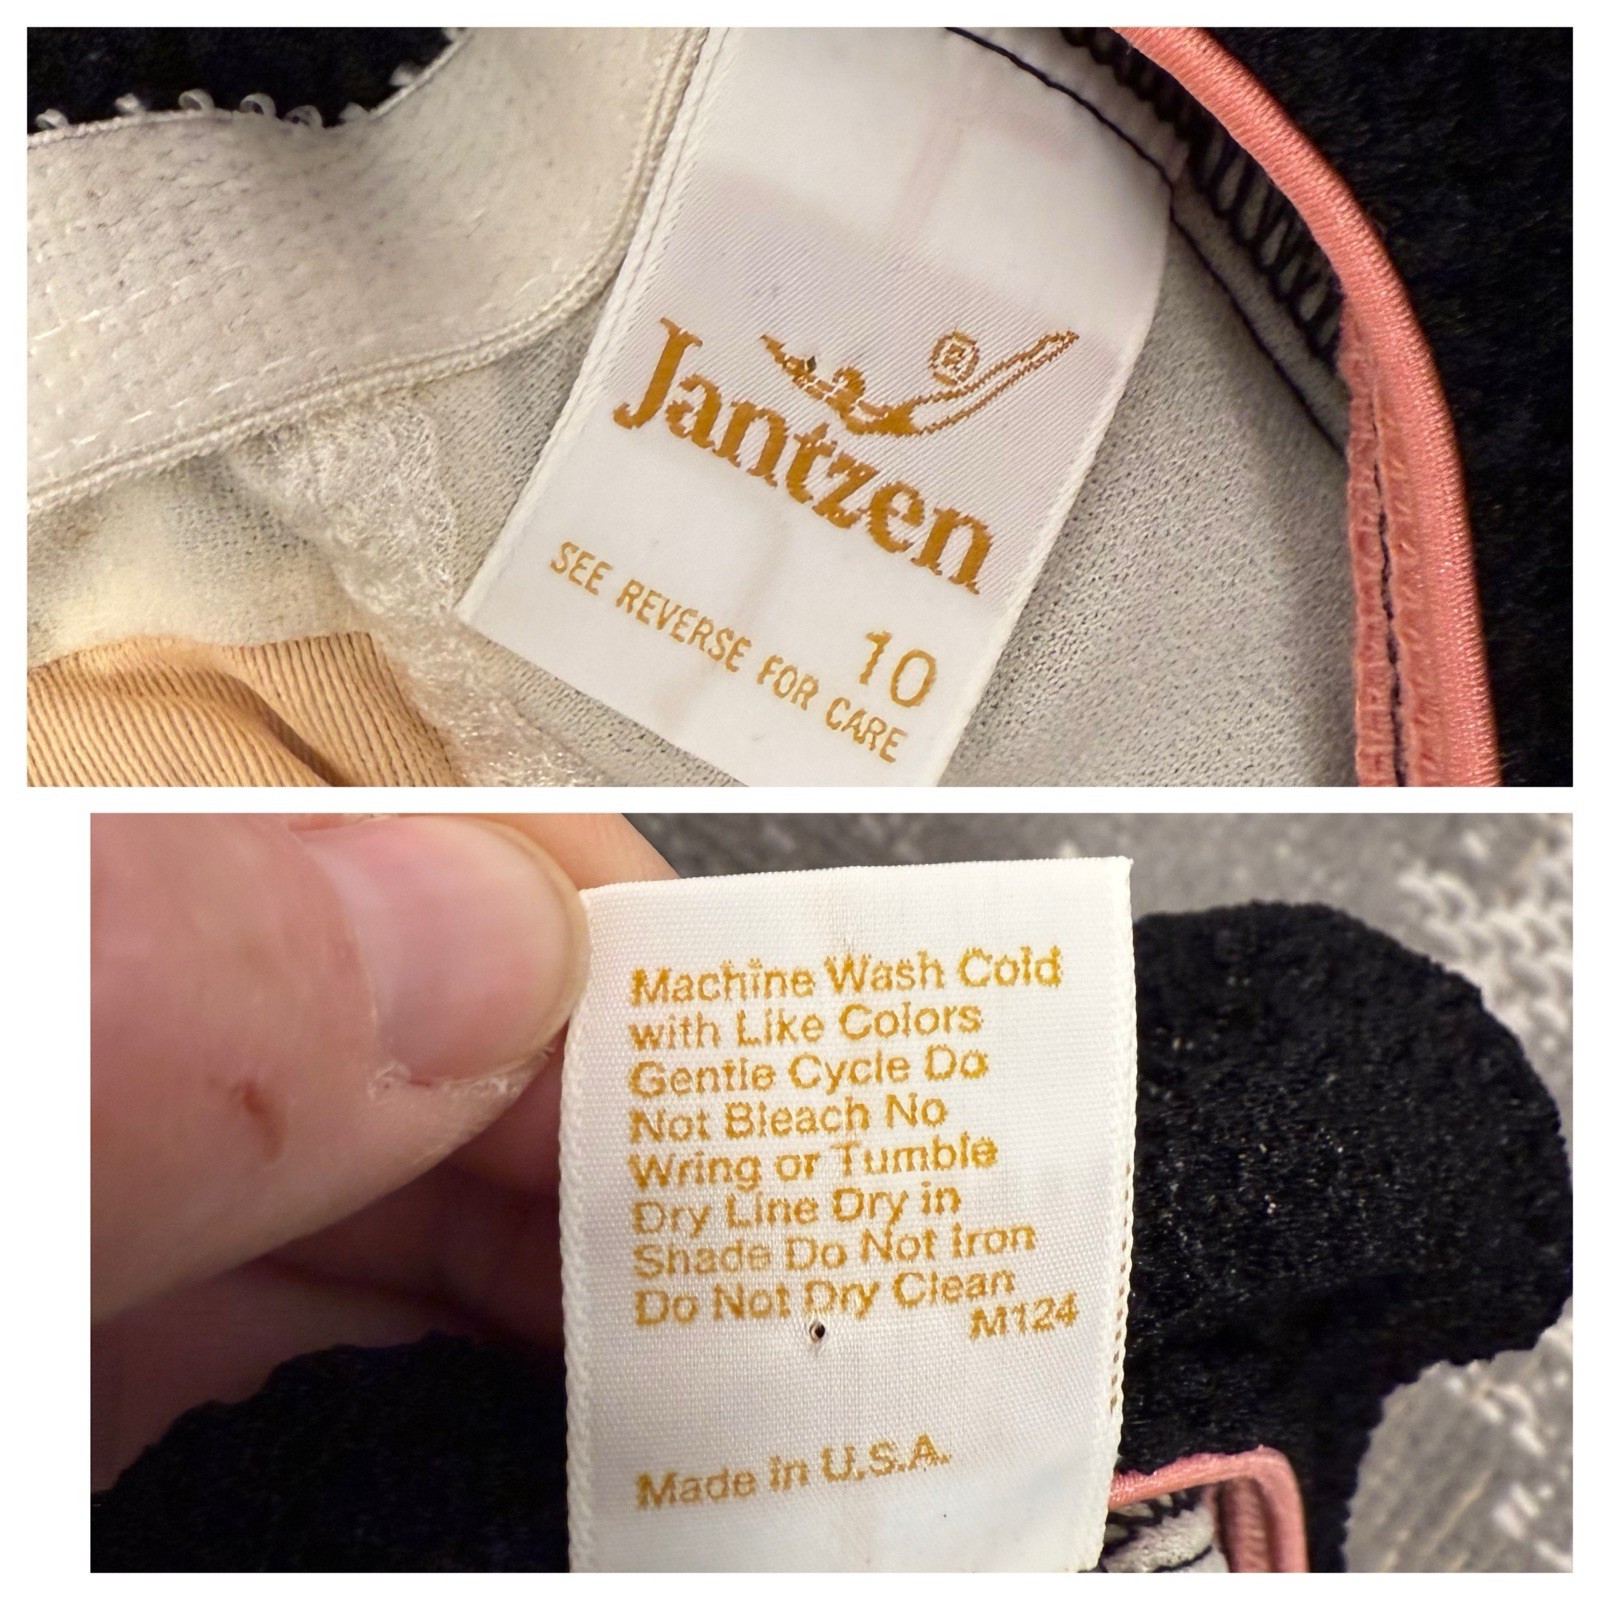 ®
Jantzen
10
SEE REVERSE FOR CARE
Machine Wash Cold
with Like Colors
Gentle Cycle Do
Not Bleach No
Wring or Tumble
Dry Line Dry in
Shade Do Not Iron
Do Not Dry Clean
M124
Made in U.S.A.